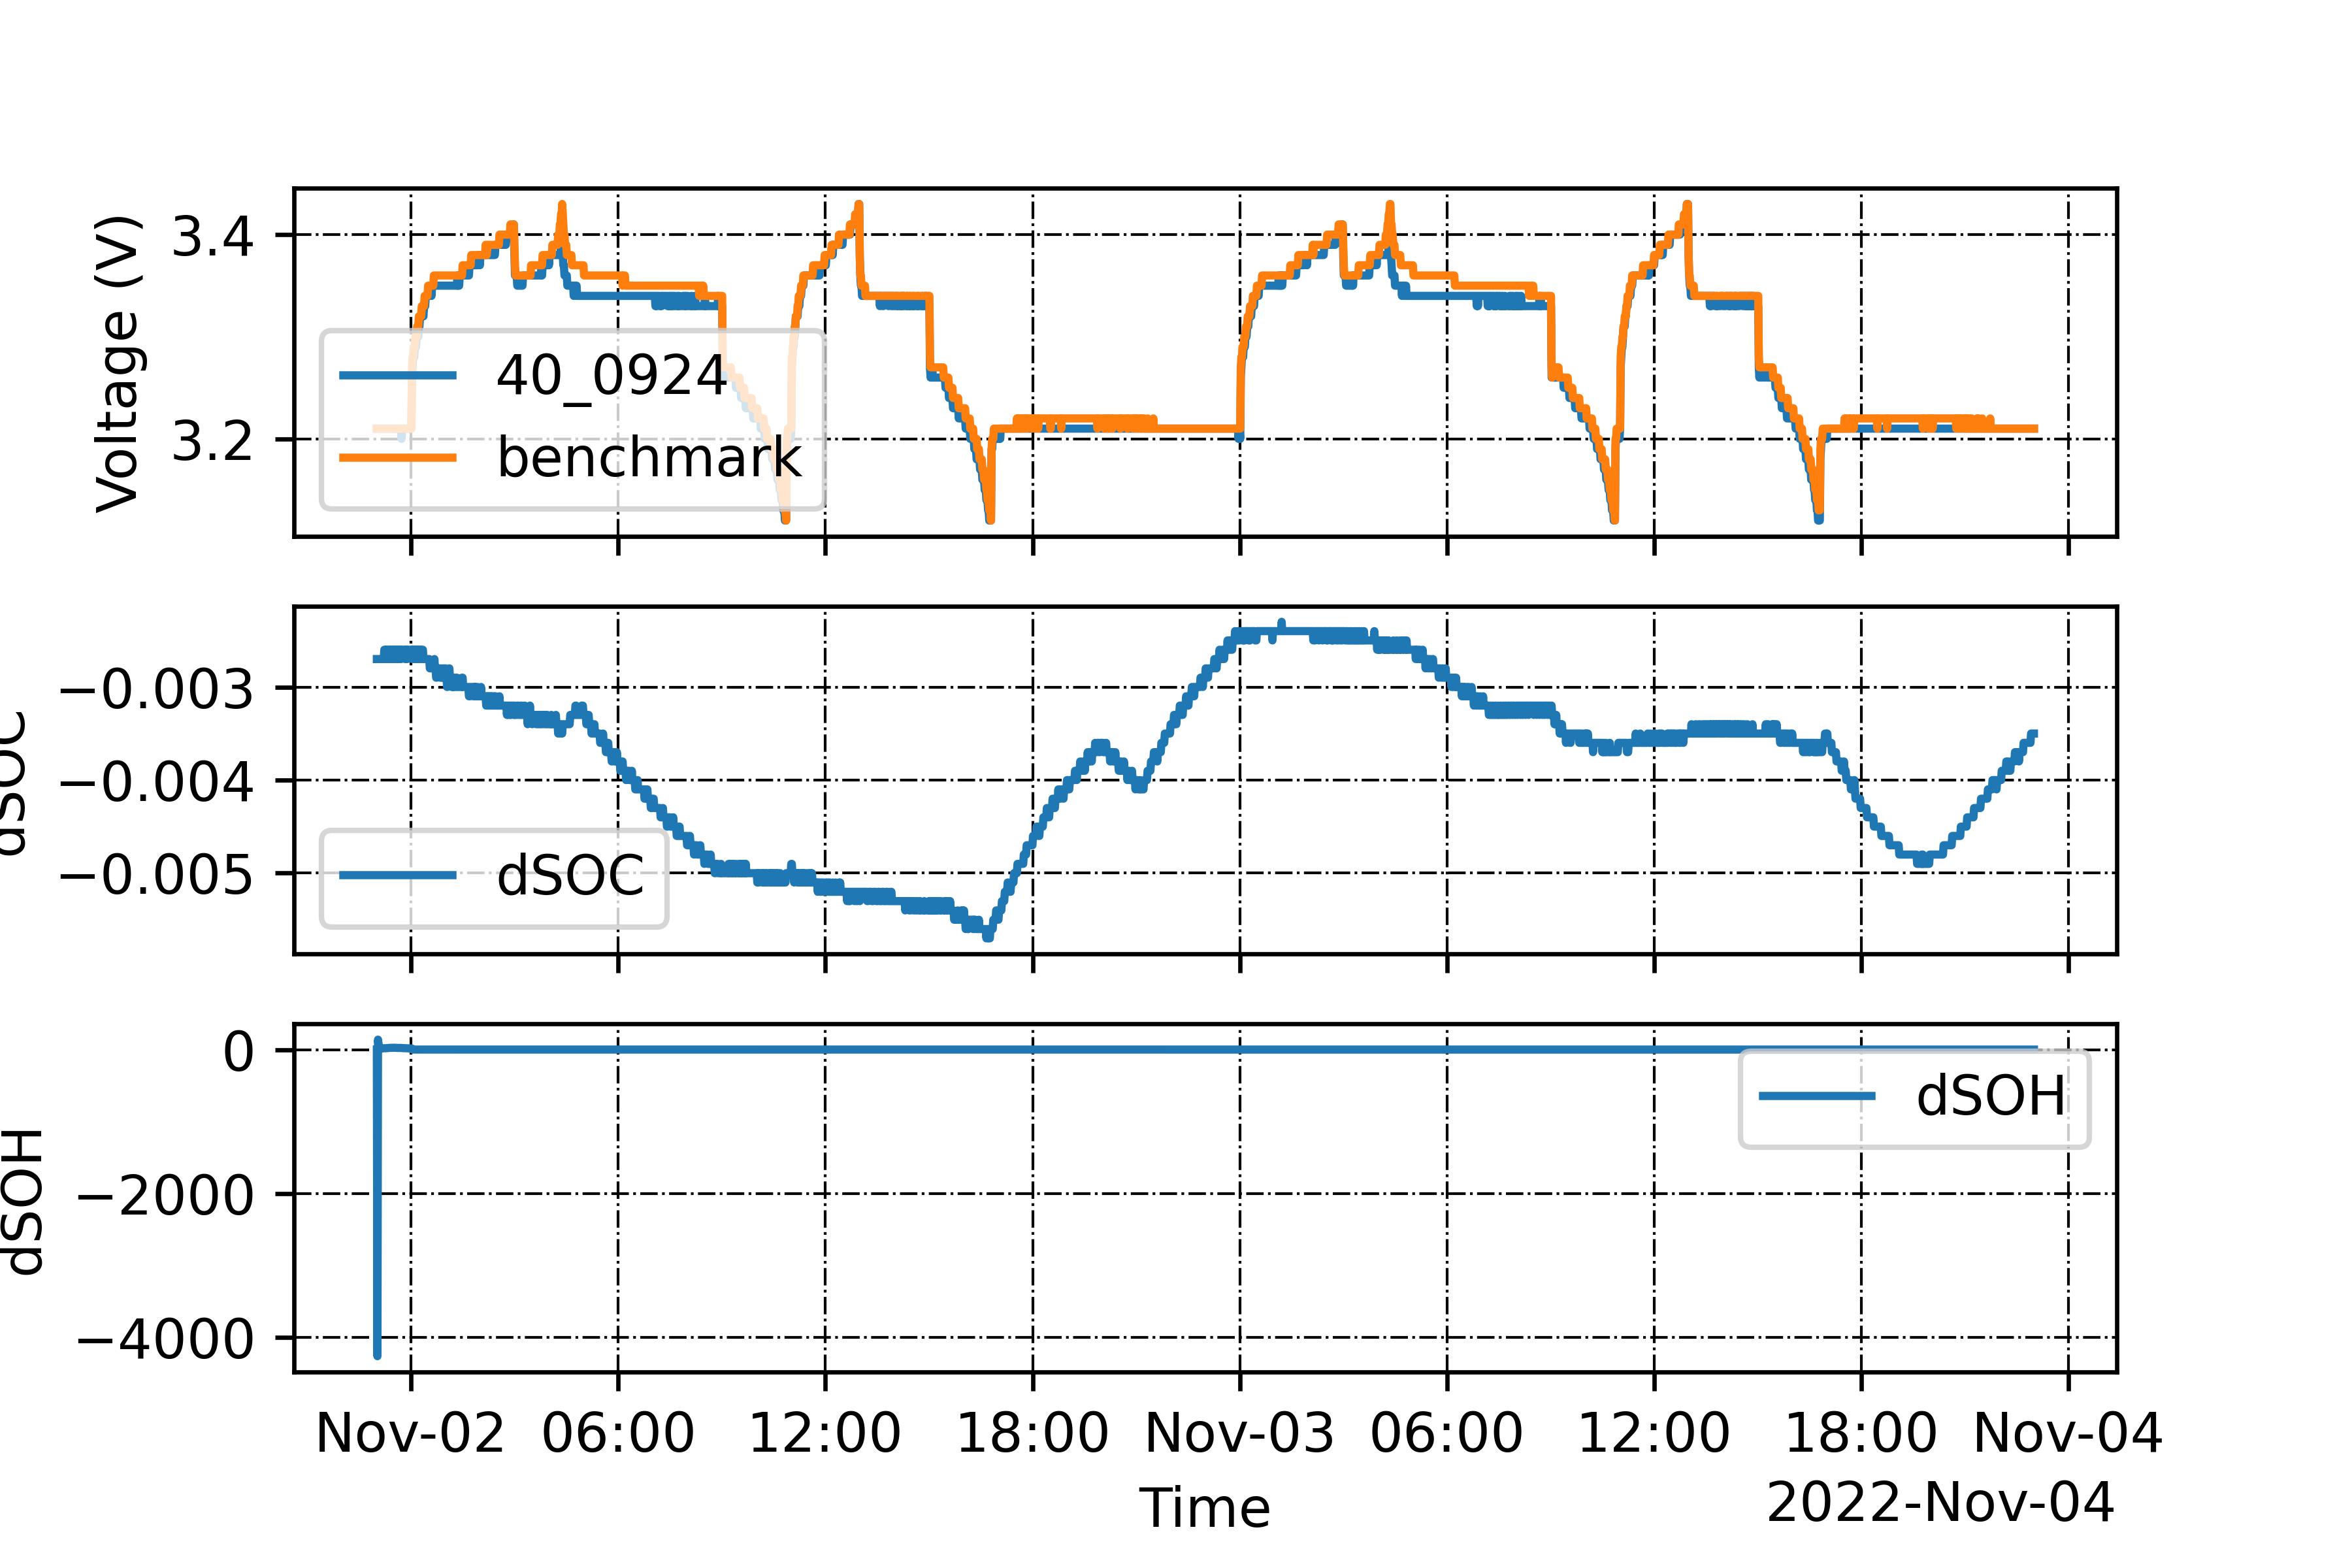 3.4
3.2
Voltage (V)
40_0924
benchmark
−0.003
−0.004
−0.005
dSOC
dSOC
0
−2000
−4000
dSOH
dSOH
Nov-02 06:00 12:00 18:00 Nov-03 06:00 12:00 18:00 Nov-04
Time
2022-Nov-04